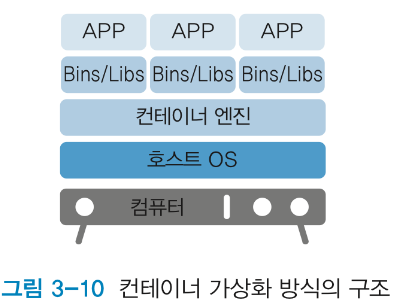 APP APP APP
Bins/Libs Bins/Libs Bins/Libs
컨테이너 엔진
호스트 OS
컴퓨터
그림 3-10 컨테이너 가상화 방식의 구조